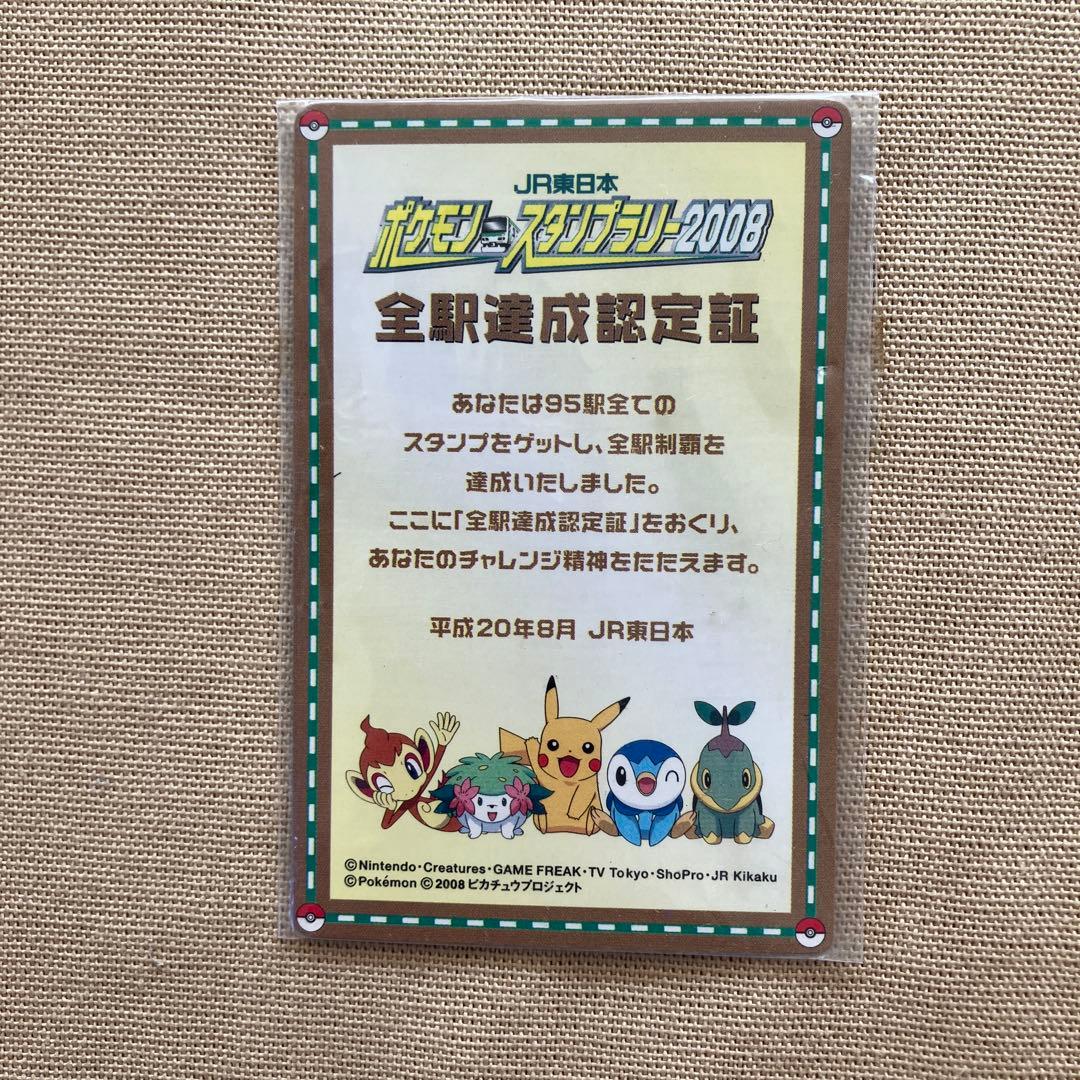 JR東日本
ポケモンスタンプラリー2008
全駅達成認定証
あなたは95駅全ての
スタンプをゲットし、全駅制覇を
達成いたしました。
ここに「全駅達成認定証」をおくり、
あなたのチャレンジ精神をたたえます。
平成20年8月 JR東日本
©Nintendo・Creatures・GAME FREAK・TV Tokyo・ShoPro・JR Kikaku
©Pokémon ©2008 ピカチュウプロジェクト